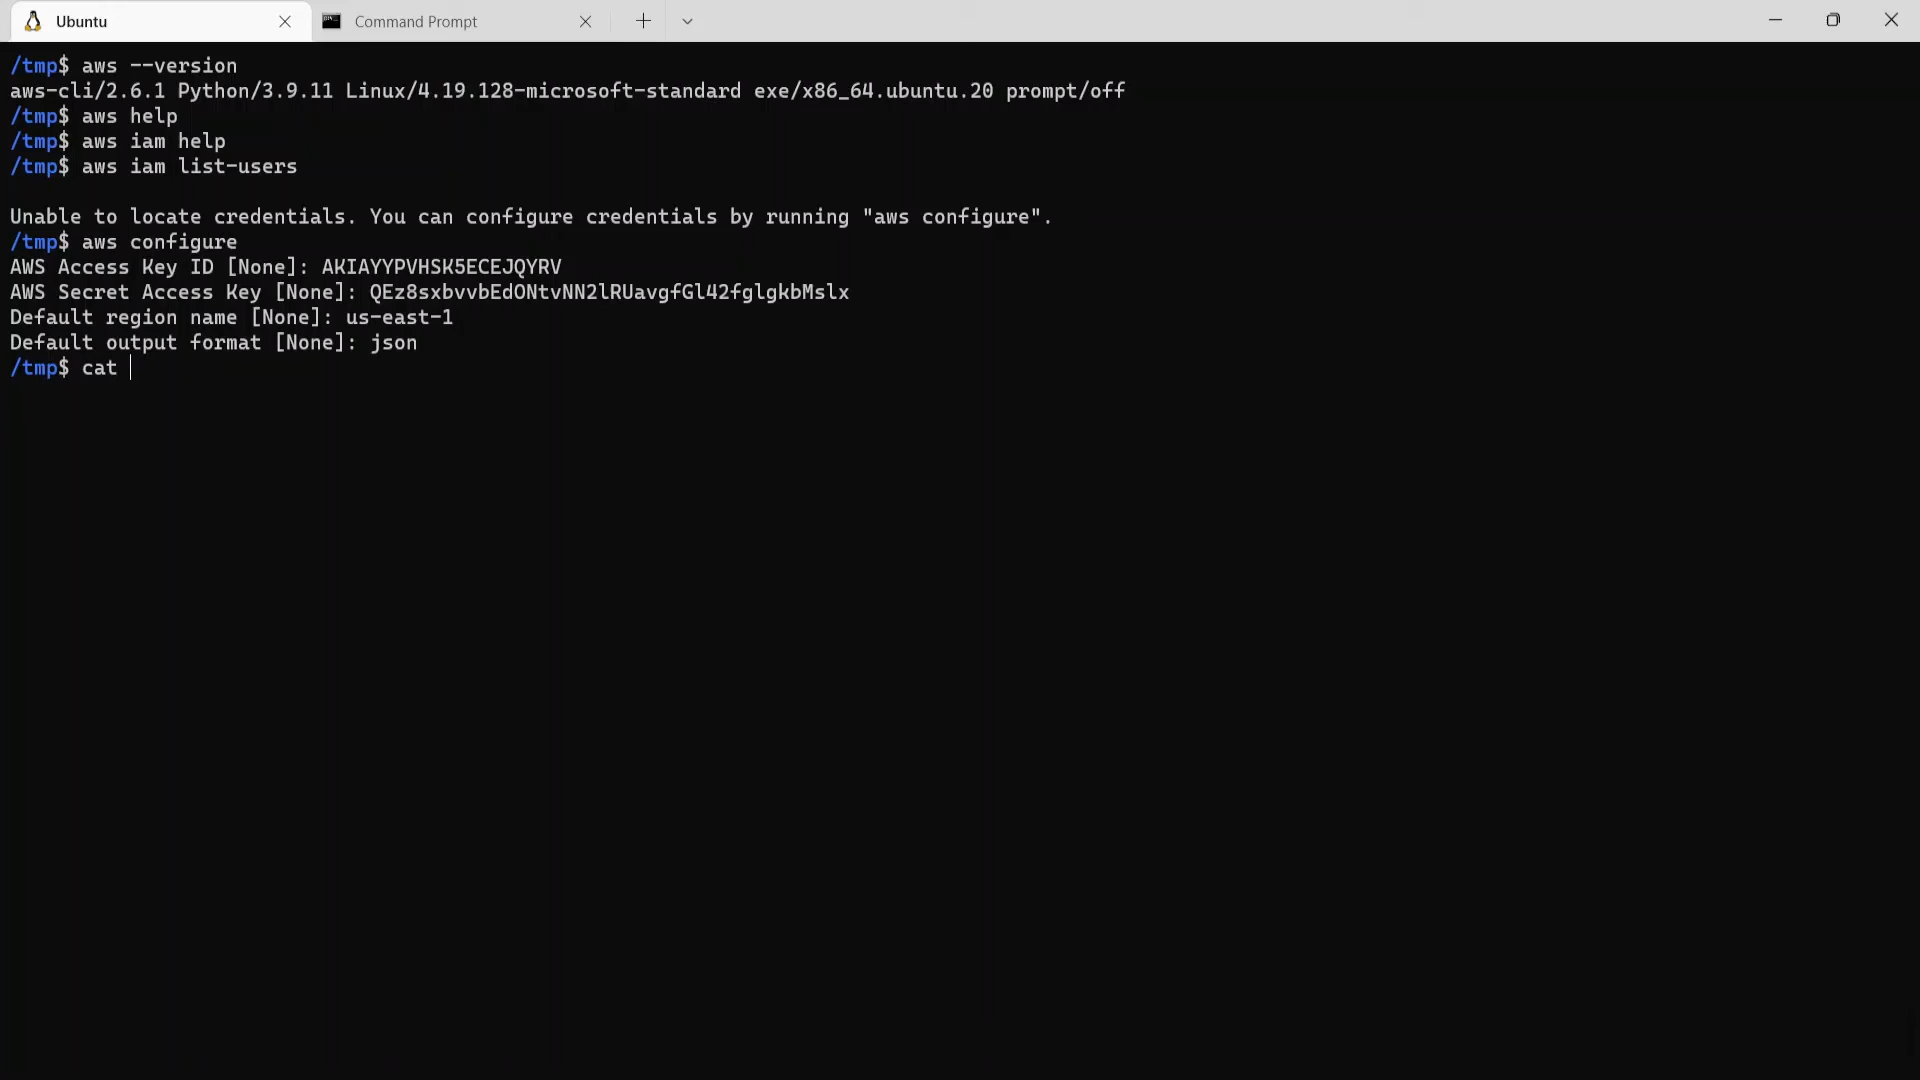 Ubuntu
Command Prompt
/tmp$ aws --version
aws-cli/2.6.1 Python/3.9.11 Linux/4.19.128-microsoft-standard exe/x86_64.ubuntu.20 prompt/off
/tmp$ aws help
/tmp$ aws iam help
/tmp$ aws iam list-users
Unable to locate credentials. You can configure credentials by running "aws configure".
/tmp$ aws configure
AWS Access Key ID [None]: AKIAYYPVHSK5ECEJQYRV
AWS Secret Access Key [None]: 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
Default region name [None]: us-east-1
Default output format [None]: json
/tmp$ cat